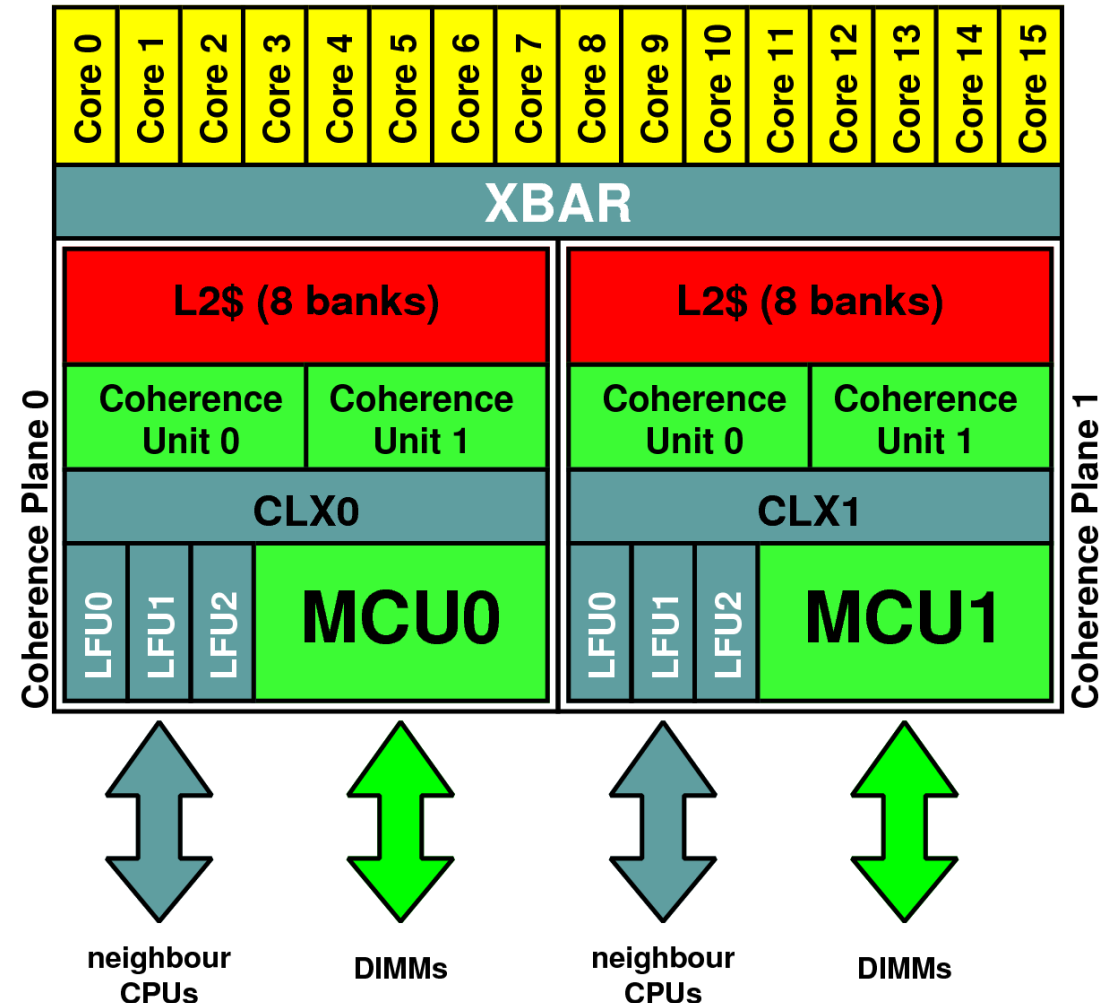 Core 0
Core 1
Core 2
Core 3
Core 4
Core 5
Core 6
Core 7
Core 8
Core 9
Core 10
Core 11
Core 12
Core 13
Core 14
Core 15
XBAR
Coherence Plane 0
L2$ (8 banks)
Coherence
Unit 0
Coherence
Unit 1
CLX0
LFU0
LFU1
LFU2
MCU0
L2$ (8 banks)
Coherence
Unit 0
Coherence
Unit 1
CLX1
LFU0
LFU1
LFU2
MCU1
Coherence Plane 1
neighbour
CPUs
DIMMs
neighbour
CPUs
DIMMs